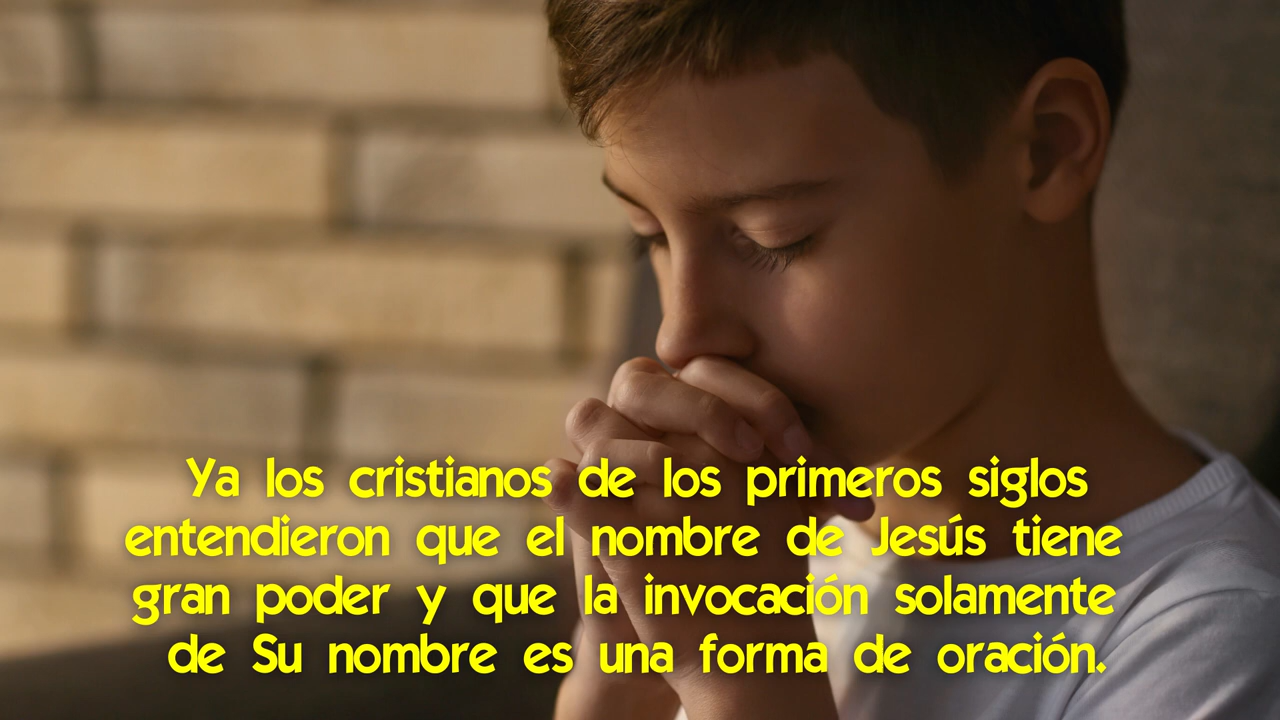 Ya los cristianos de los primeros siglos
entendieron que el nombre de Jesús tiene
gran poder y que la invocación solamente
de Su nombre es una forma de oración.